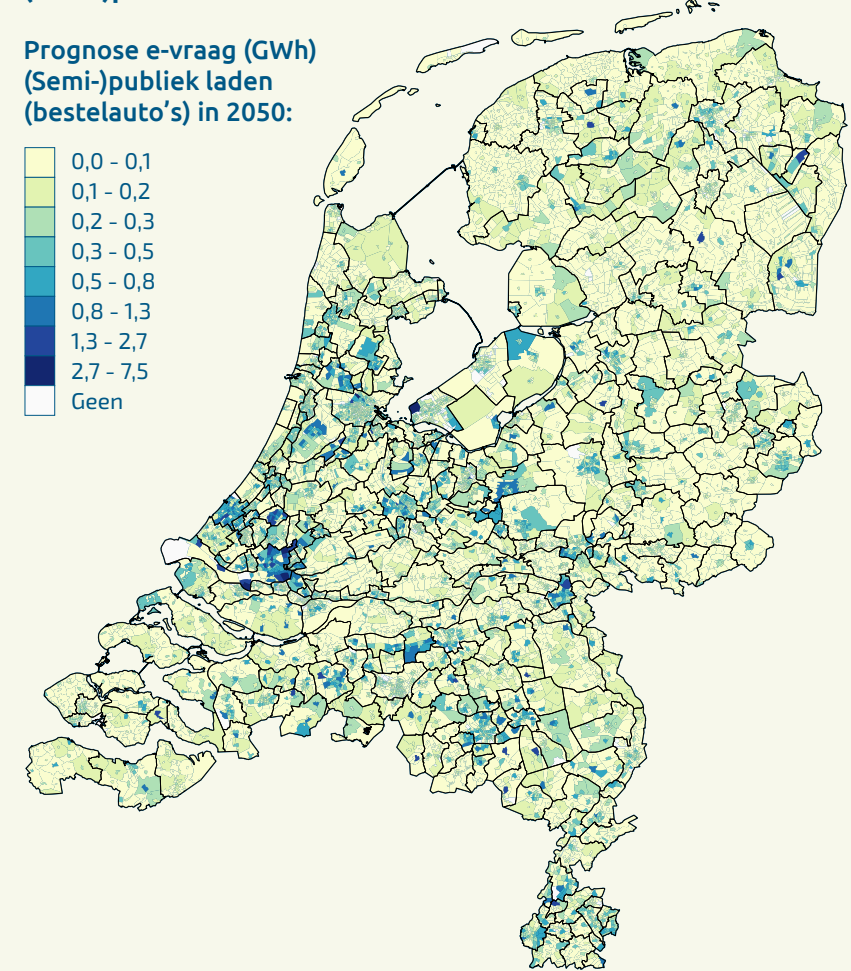 Prognose e-vraag (GWh)
(Semi-)publiek laden
(bestelauto's) in 2050:
0,0 - 0,1
0,1 - 0,2
0,2 - 0,3
0,3 - 0,5
0,5 - 0,8
0,8 - 1,3
1,3 - 2,7
2,7 - 7,5
Geen